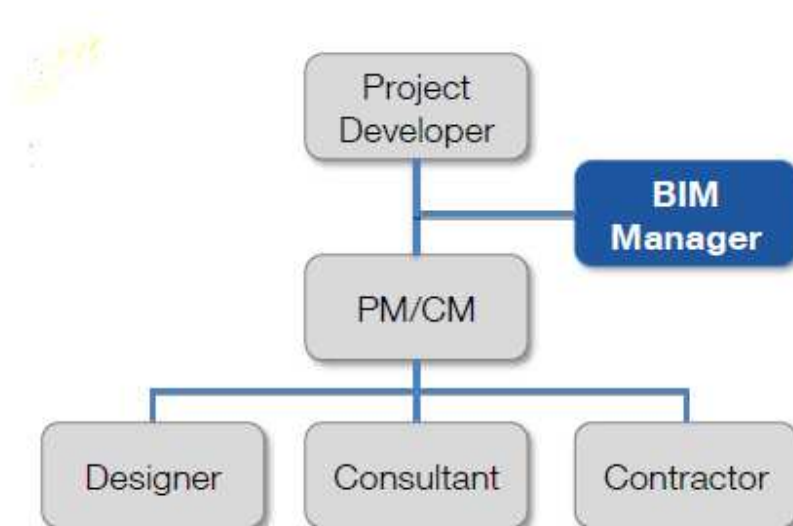 Project
Developer
BIM
Manager
PM/CM
Designer
Consultant
Contractor